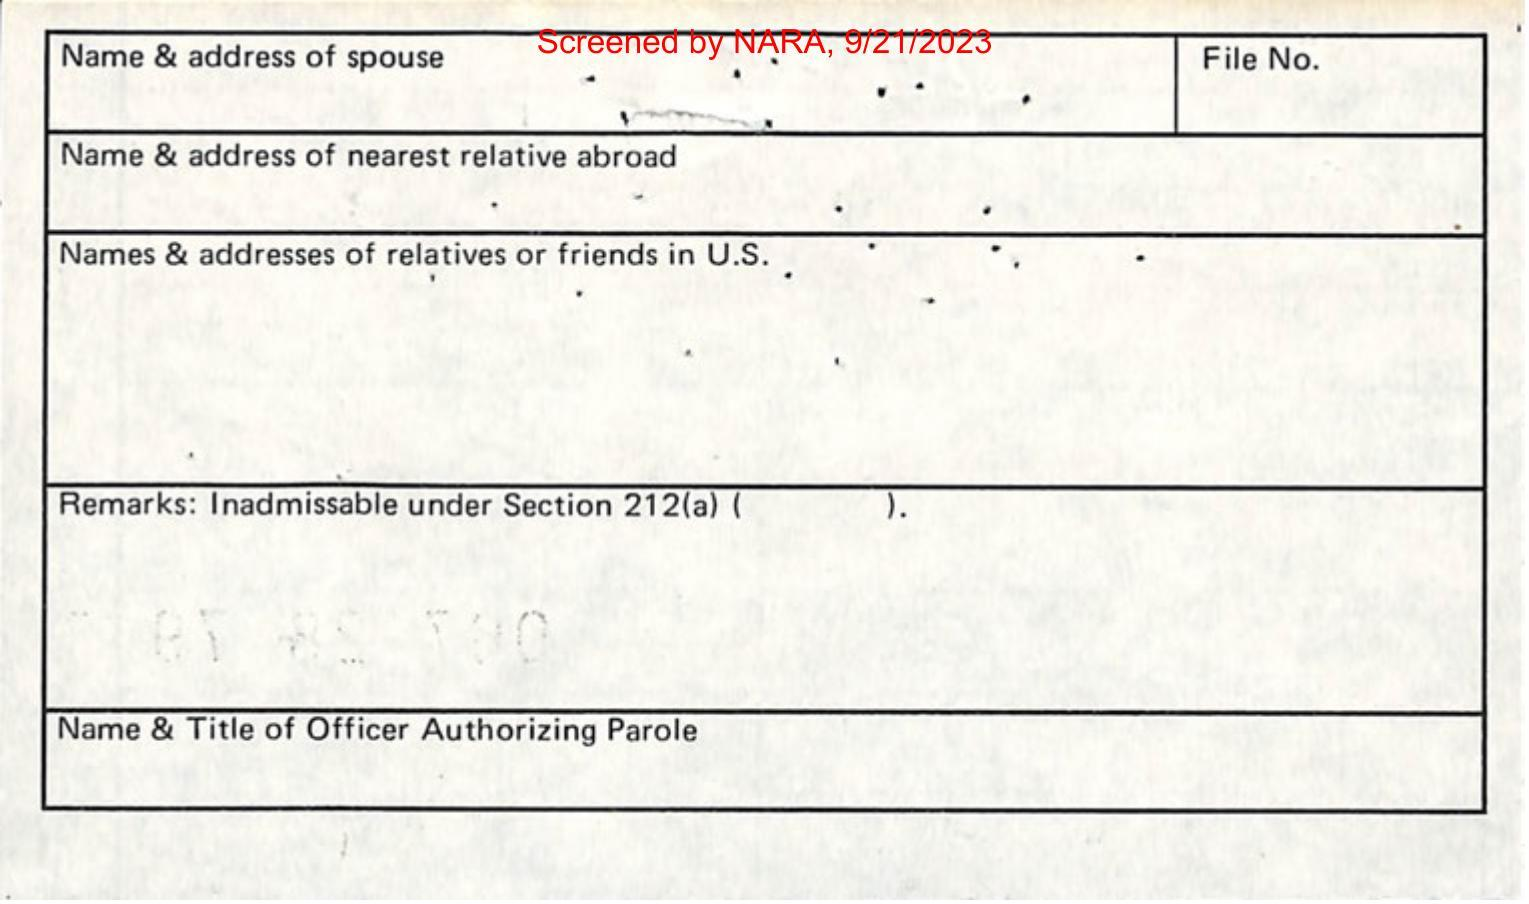 Screened by NARA, 9/21/2023
Name & address of spouse
File No.
Name & address of nearest relative abroad
Names & addresses of relatives or friends in U.S.
Remarks: Inadmissable under Section 212(a) ( ).
Name & Title of Officer Authorizing Parole